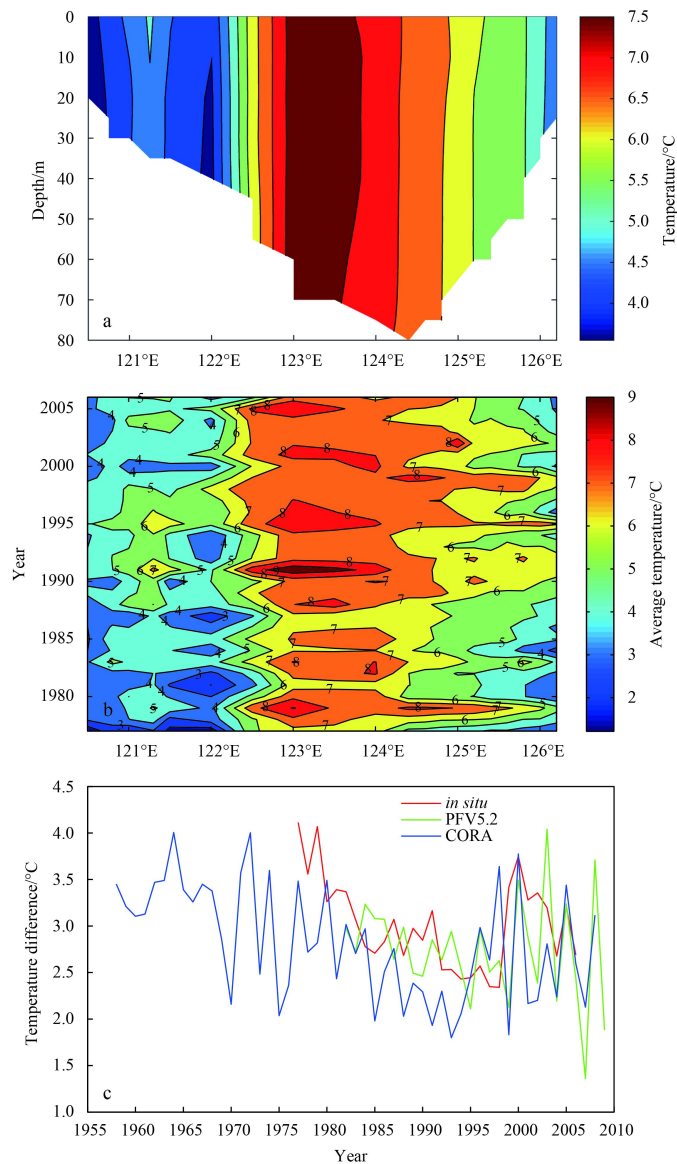 0
10
20
30
40
50
60
70
80
Depth/m
a
121°E
122°E
123°E
124°E
125°E
126°E
7.5
7.0
6.5
6.0
5.5
5.0
4.5
4.0
Temperature/°C
2005
2000
1995
1990
1985
1980
Year
b
121°E
122°E
123°E
124°E
125°E
126°E
9
8
7
6
5
4
3
2
Average temperature/°C
4.5
4.0
3.5
3.0
2.5
2.0
1.5
1.0
Temperature difference/°C
in situ
PFV5.2
CORA
c
1955
1960
1965
1970
1975
1980
1985
1990
1995
2000
2005
2010
Year